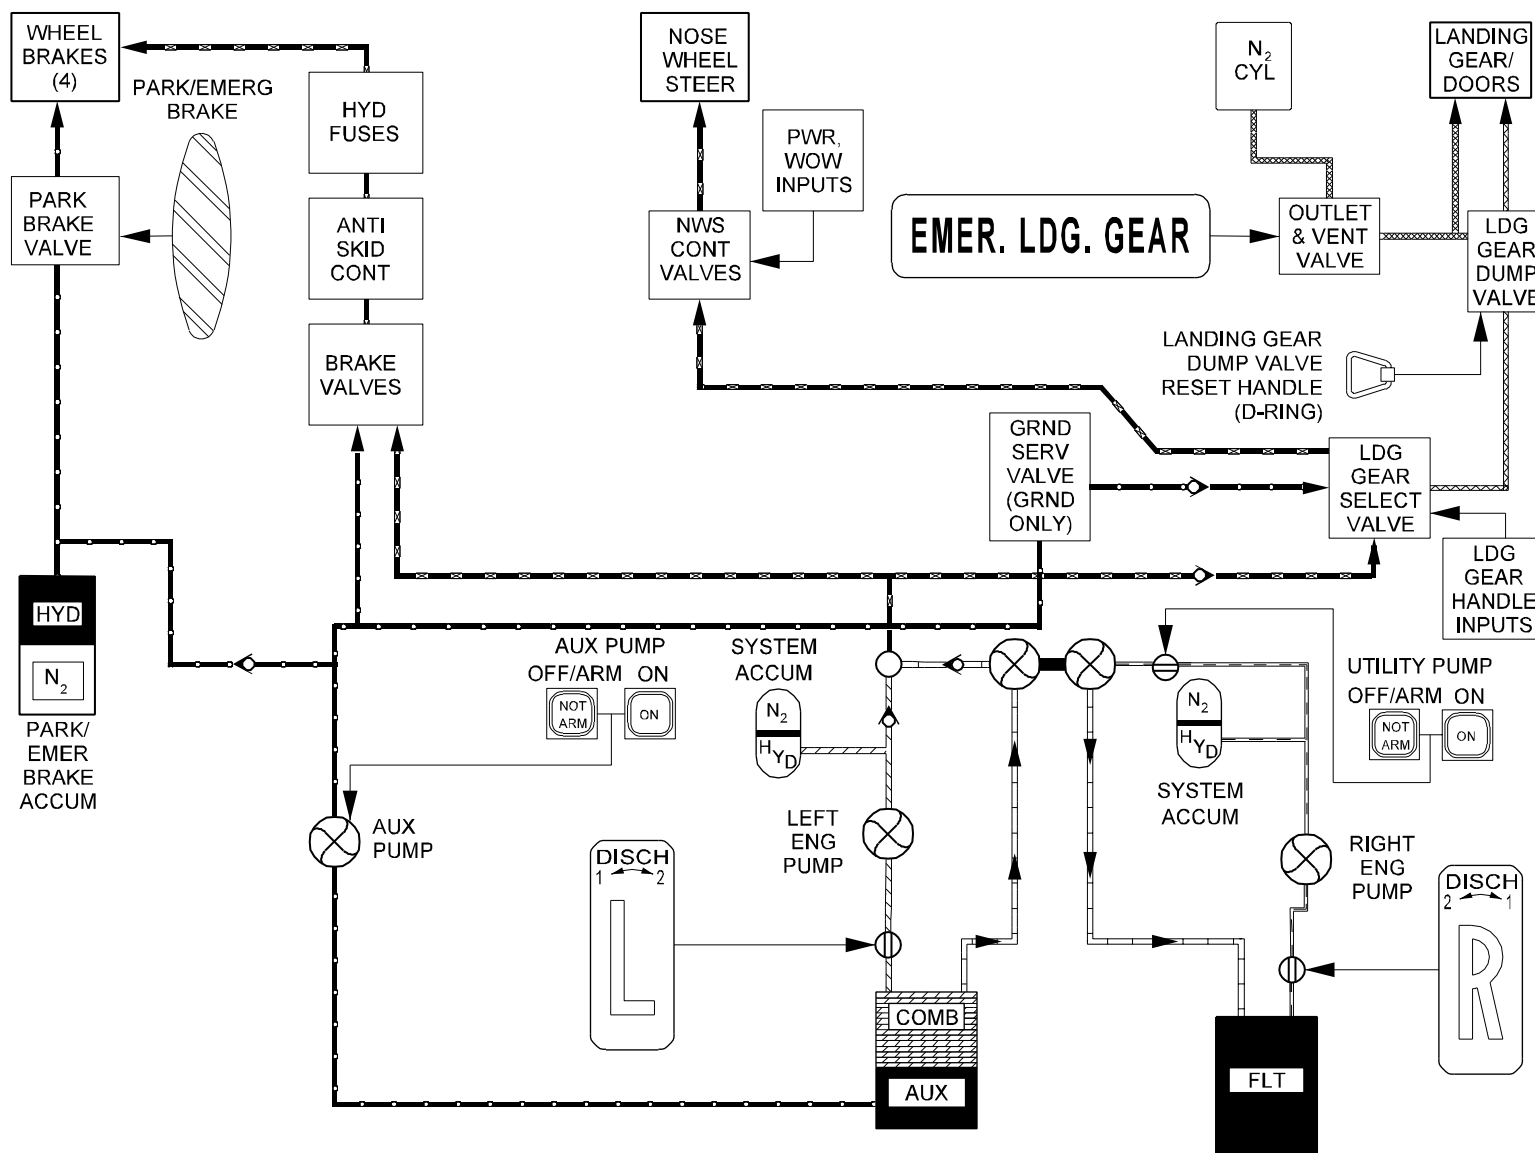 WHEEL
BRAKES
(4)
PARK/EMERG
BRAKE
HYD
FUSES
NOSE
WHEEL
STEER
PWR,
WOW
INPUTS
N2
CYL
LANDING
GEAR/
DOORS
PARK
BRAKE
VALVE
ANTI
SKID
CONT
NWS
CONT
VALVES
EMER. LDG. GEAR
OUTLET
& VENT
VALVE
LDG
GEAR
DUMP
VALVE
BRAKE
VALVES
LANDING GEAR
DUMP VALVE
RESET HANDLE
(D-RING)
GRND
SERV
VALVE
(GRND
ONLY)
LDG
GEAR
SELECT
VALVE
LDG
GEAR
HANDLE
INPUTS
HYD
N2
PARK/
EMER
BRAKE
ACCUM
AUX PUMP
OFF/ARM ON
NOT
ARM
ON
SYSTEM
ACCUM
N2
HYD
UTILITY PUMP
OFF/ARM ON
NOT
ARM
ON
N2
HYD
SYSTEM
ACCUM
AUX
PUMP
LEFT
ENG
PUMP
RIGHT
ENG
PUMP
DISCH
1 2
L
DISCH
2 1
R
COMB
AUX
FLT